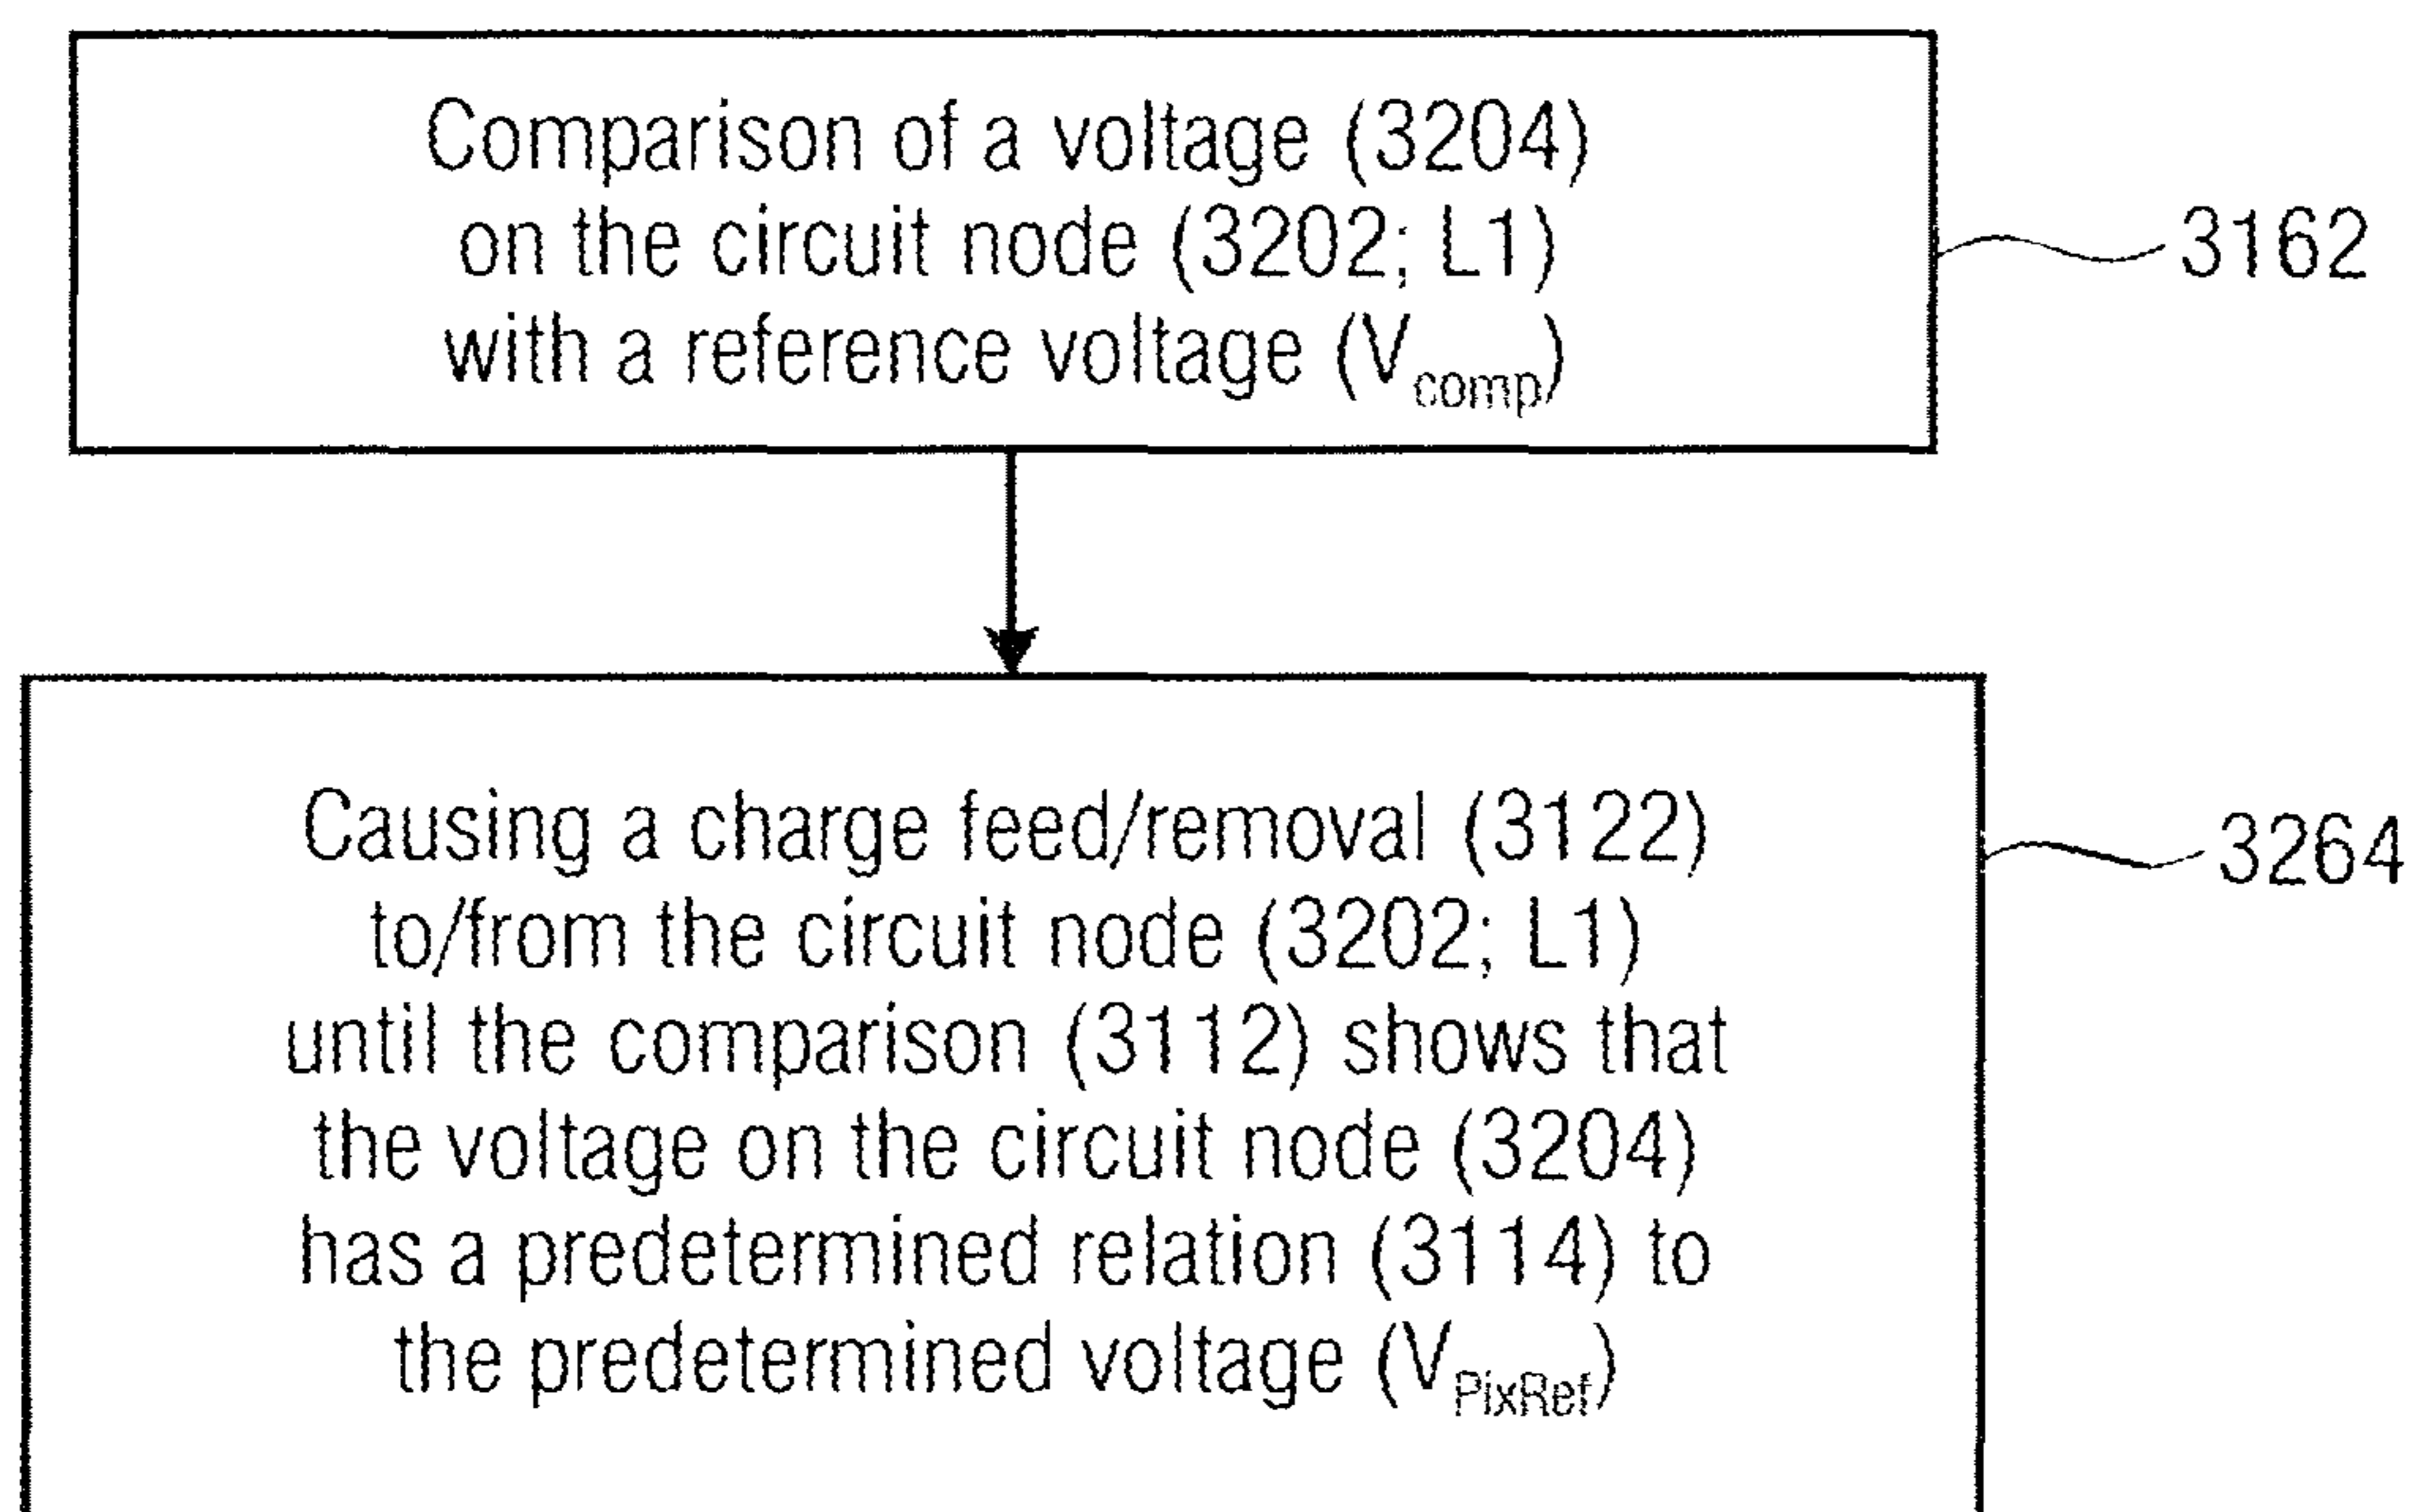 Comparison of a voltage (3204)
on the circuit node (3202; L1)
with a reference voltage (Vcomp)
3162
Causing a charge feed/removal (3122)
to/from the circuit node (3202; L1)
until the comparison (3112) shows that
the voltage on the circuit node (3204)
has a predetermined relation (3114) to
the predetermined voltage (VPixRef)
3264